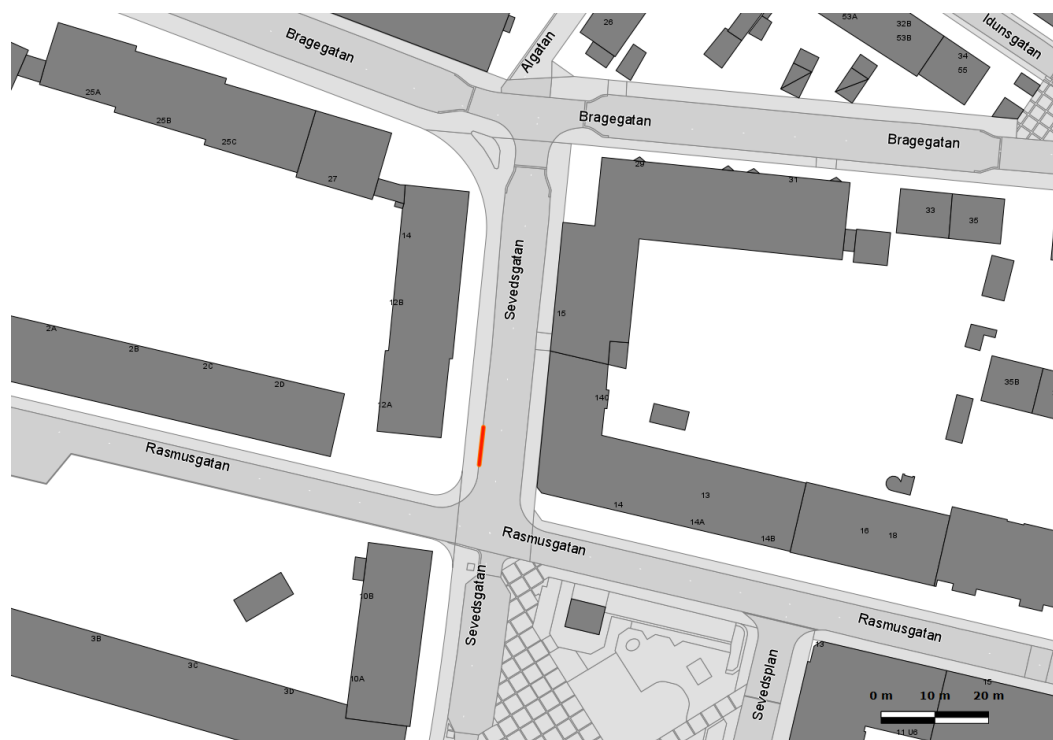 26
53A
32B
53B
Idunsgatan
34
55
Bragegatan
Algatan
25A
25B
25C
27
Bragegatan
Bragegatan
29
31
33
35
14
12B
Sevedsgatan
15
2A
2B
2C
2D
12A
14C
35B
Rasmusgatan
14
13
14A
14B
16
18
Rasmusgatan
10B
Sevedsgatan
3B
3C
3D
10A
Rasmusgatan
13
Sevedsplan
15
0 m 10 m 20 m